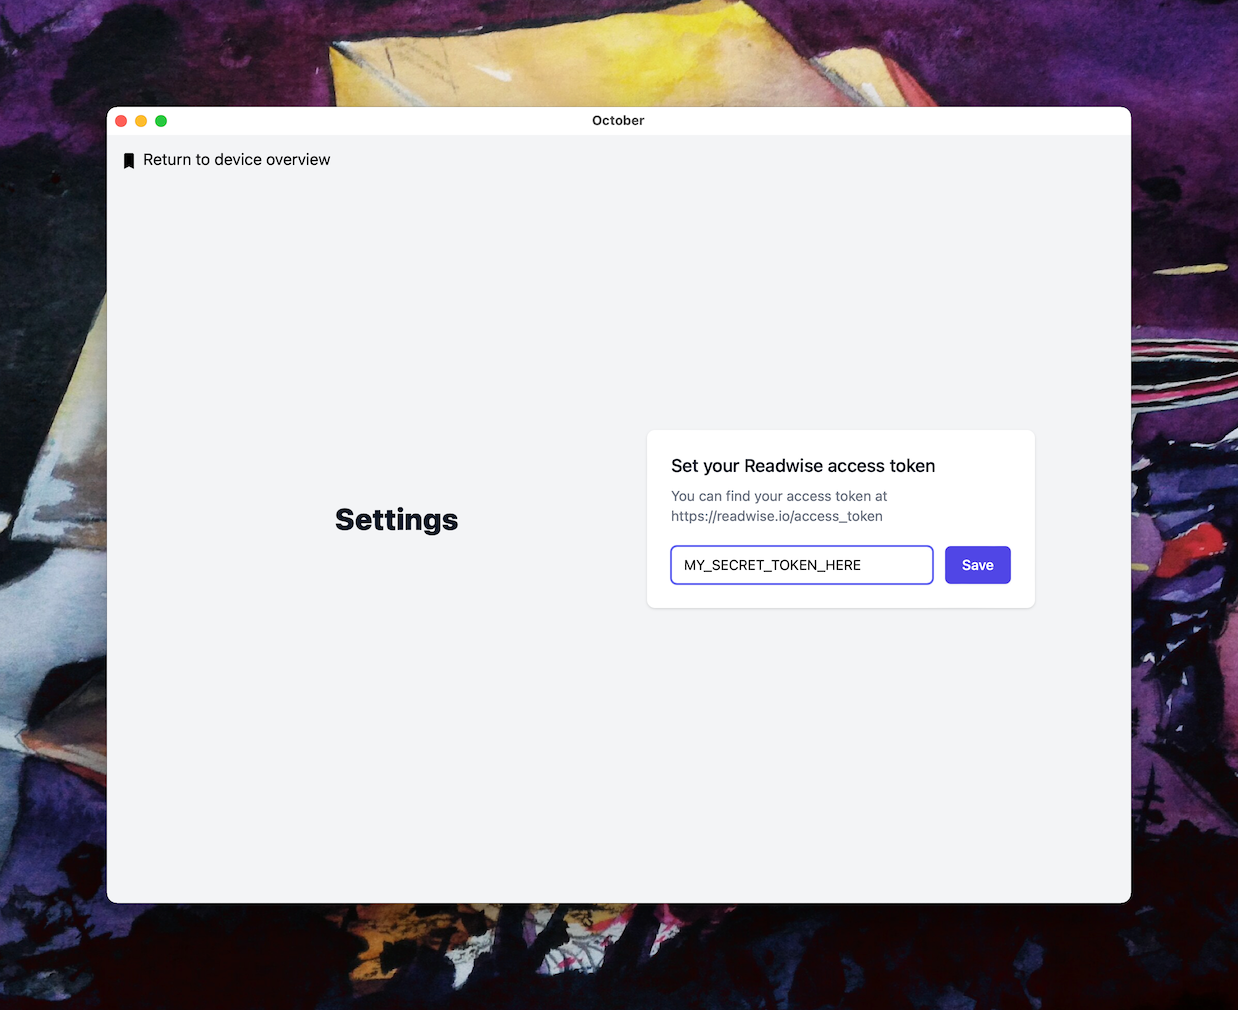 October
Return to device overview
Settings
Set your Readwise access token
You can find your access token at
https://readwise.io/access_token
MY_SECRET_TOKEN_HERE
Save